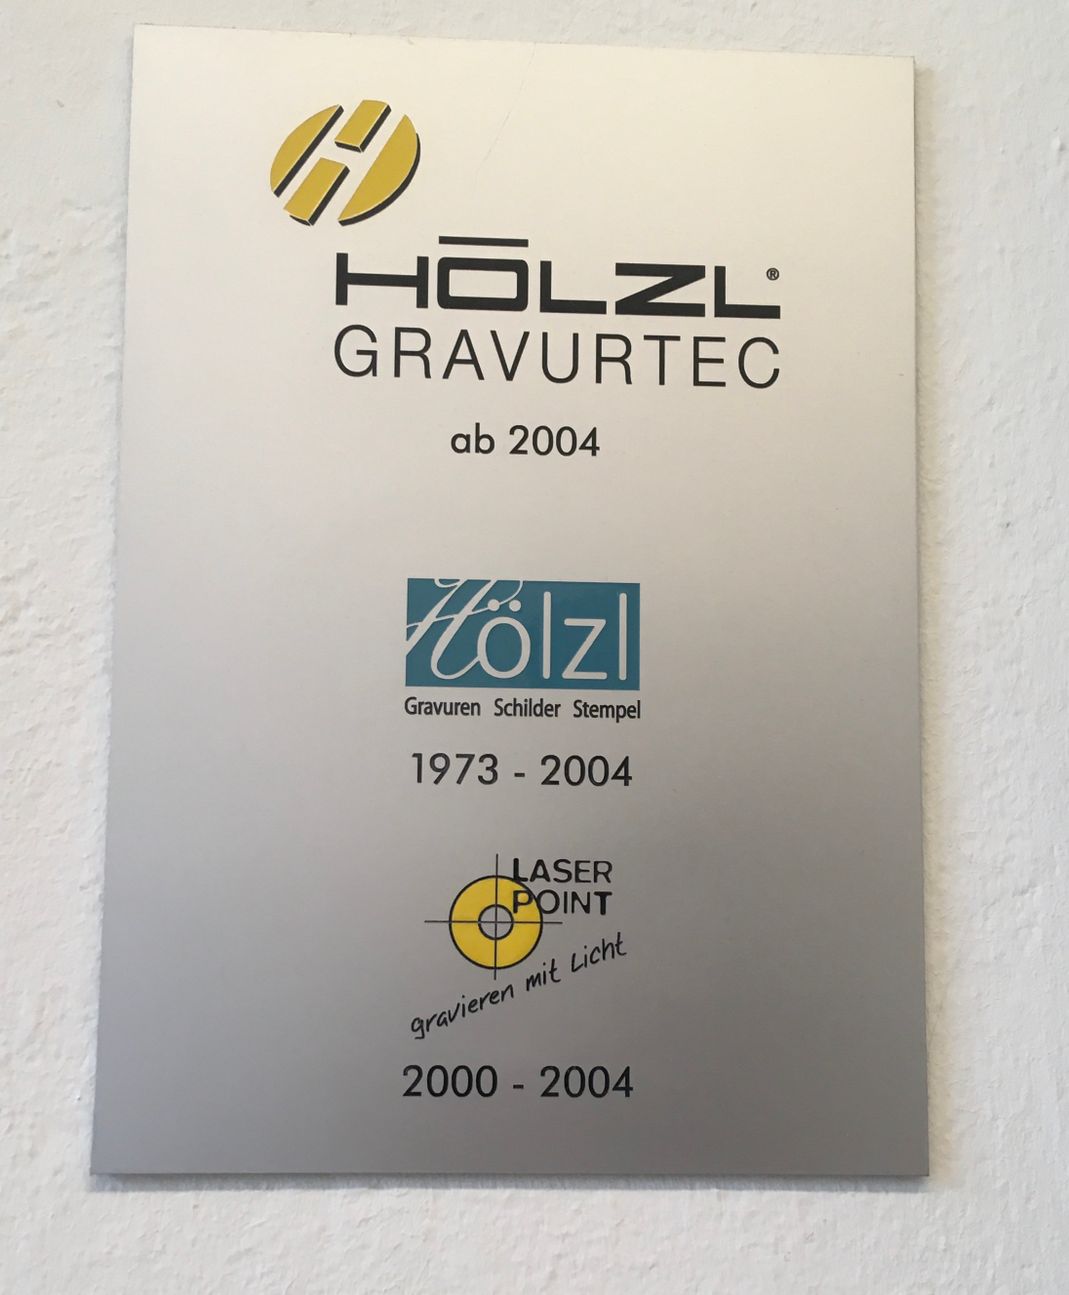 H
HŌLZL®
GRAVURTEC
ab 2004
Hölzl
Gravuren Schilder Stempel
1973 - 2004
LASER
POINT
gravieren mit Licht
2000 - 2004